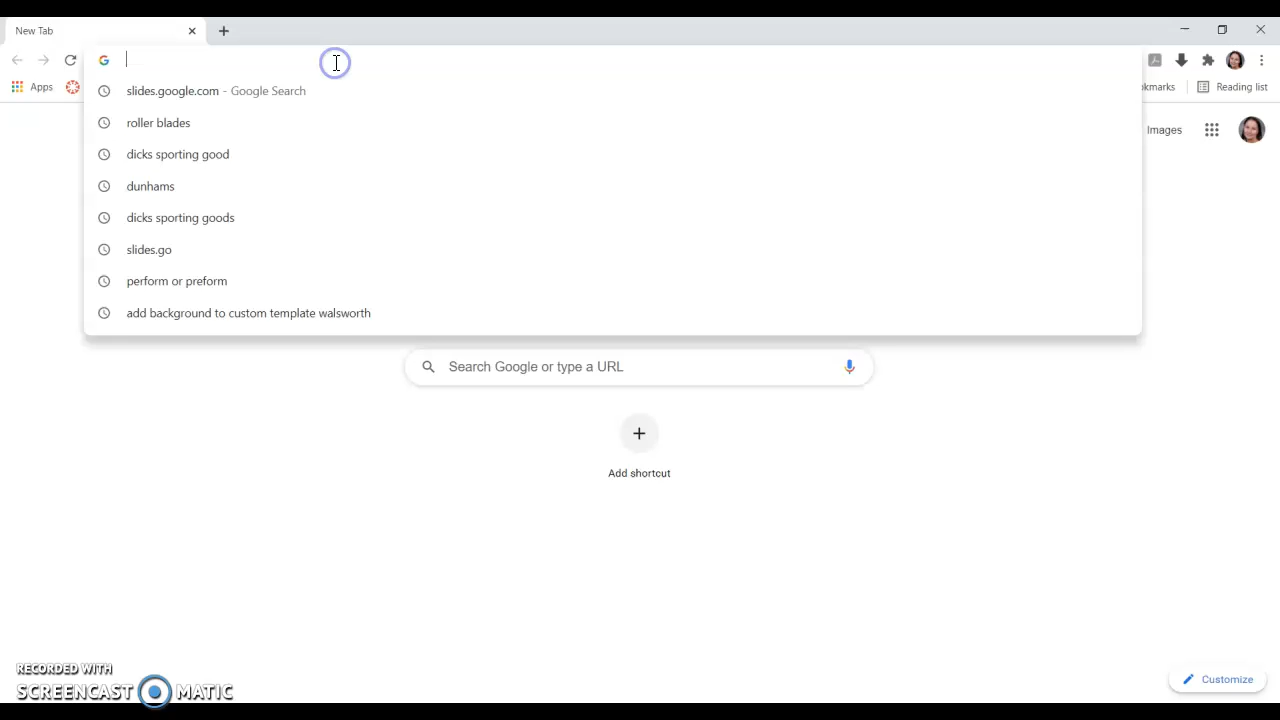 New Tab
Apps
okmarks
Reading list
slides.google.com - Google Search
Images
roller blades
dicks sporting good
dunhams
dicks sporting goods
slides.go
perform or preform
add background to custom template walsworth
Search Google or type a URL
Add shortcut
RECORDED WITH
SCREENCAST MATIC
Customize